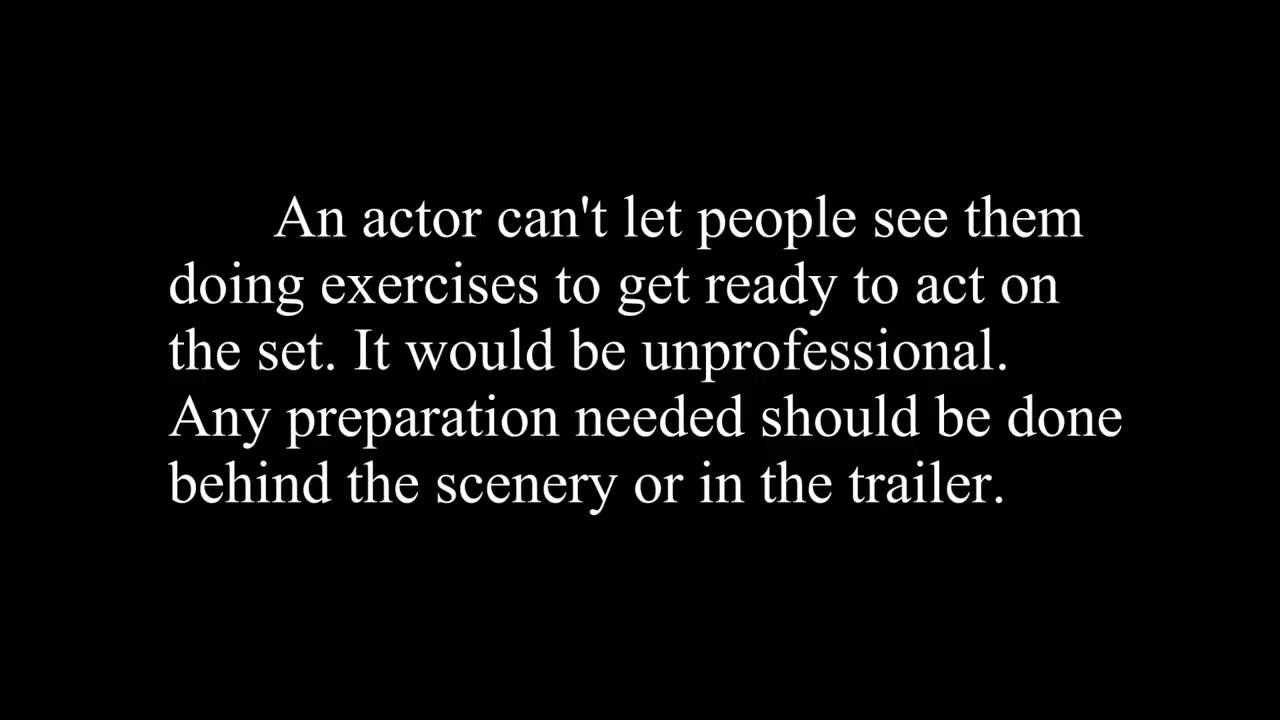 An actor can't let people see them
doing exercises to get ready to act on
the set. It would be unprofessional.
Any preparation needed should be done
behind the scenery or in the trailer.